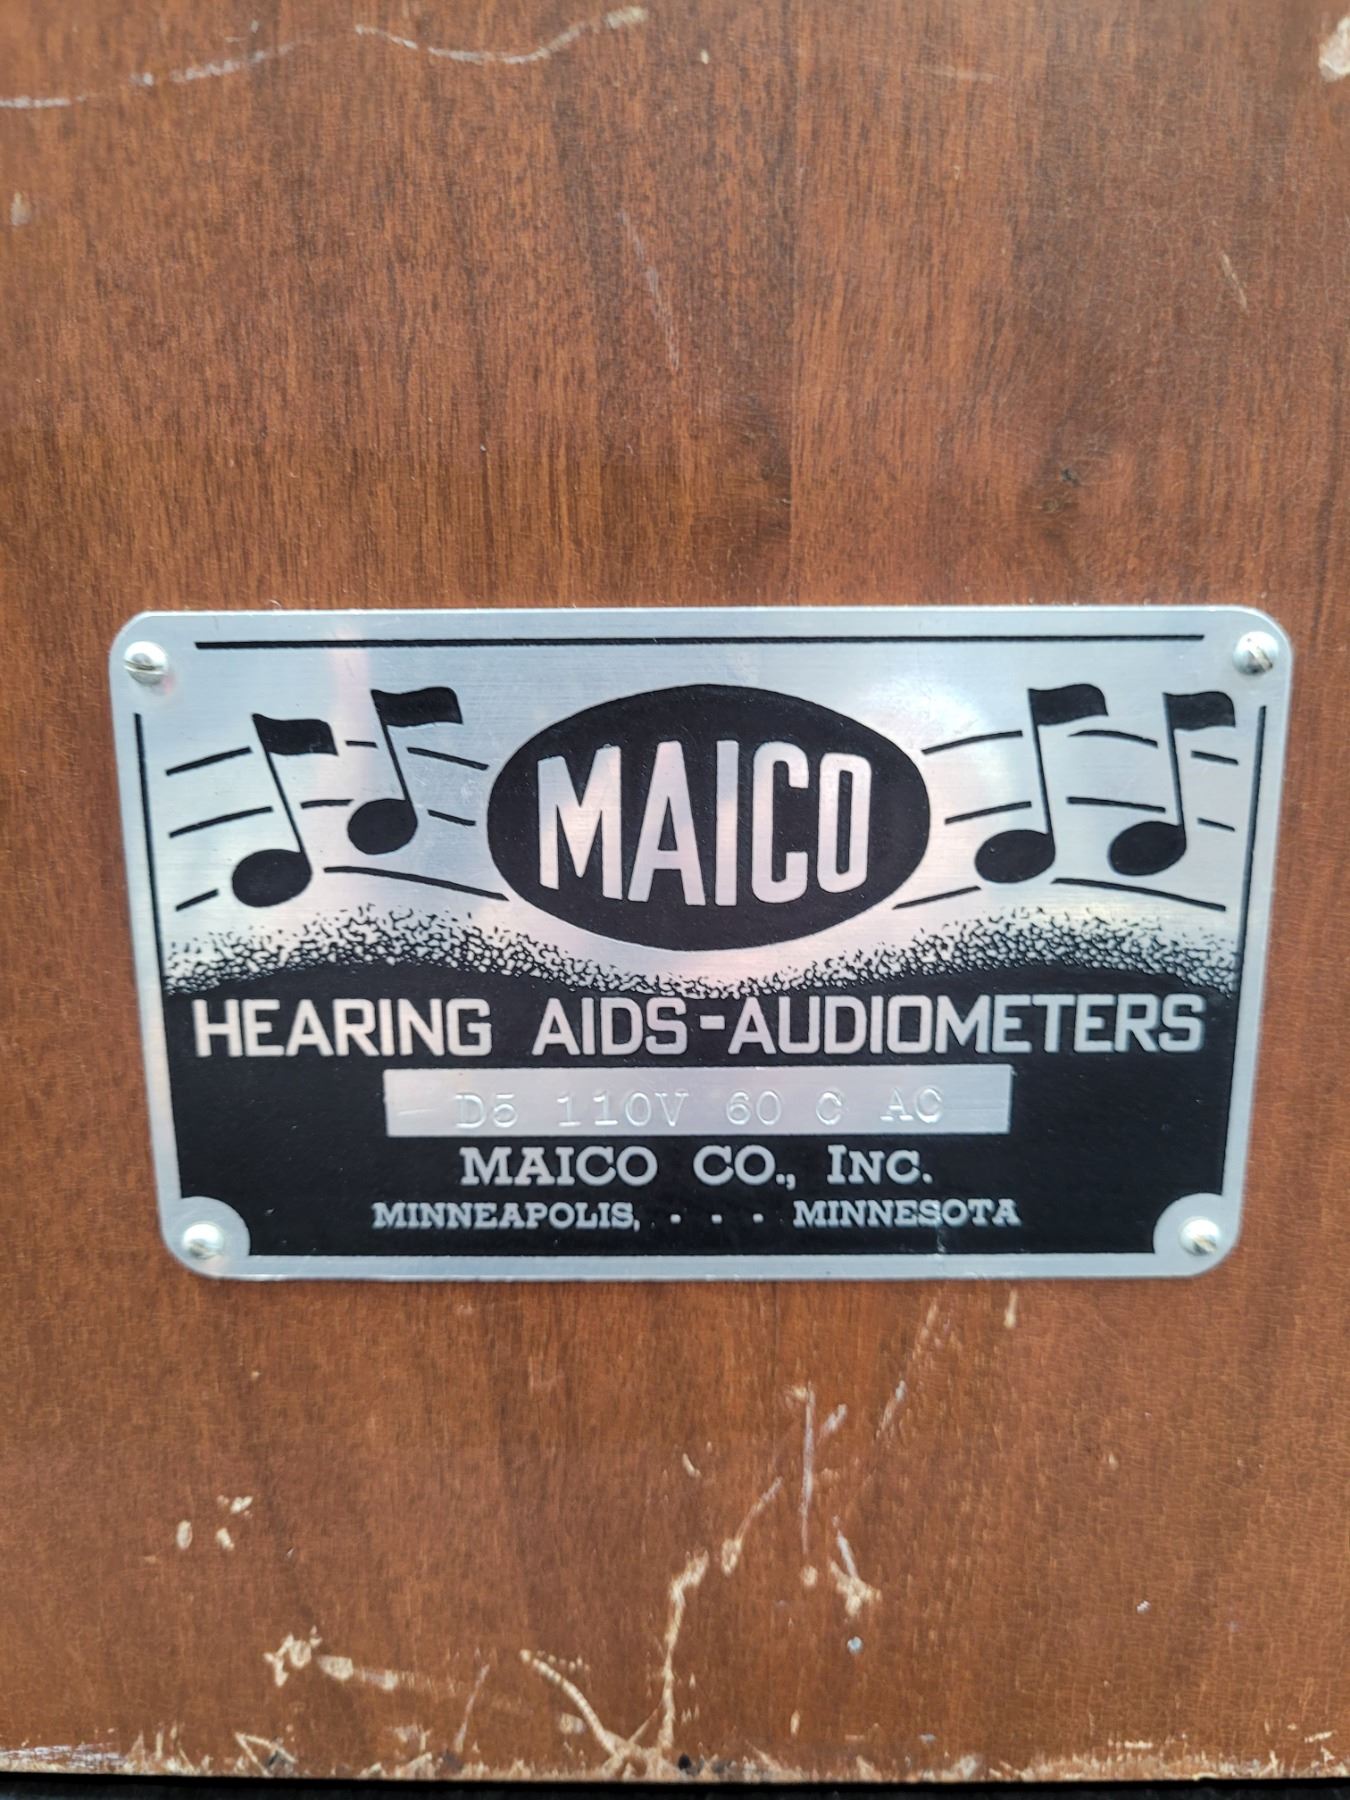 MAICO
HEARING AIDS-AUDIOMETERS
D5 110V 60 C AC
MAICO CO., INC.
MINNEAPOLIS, - - - MINNESOTA